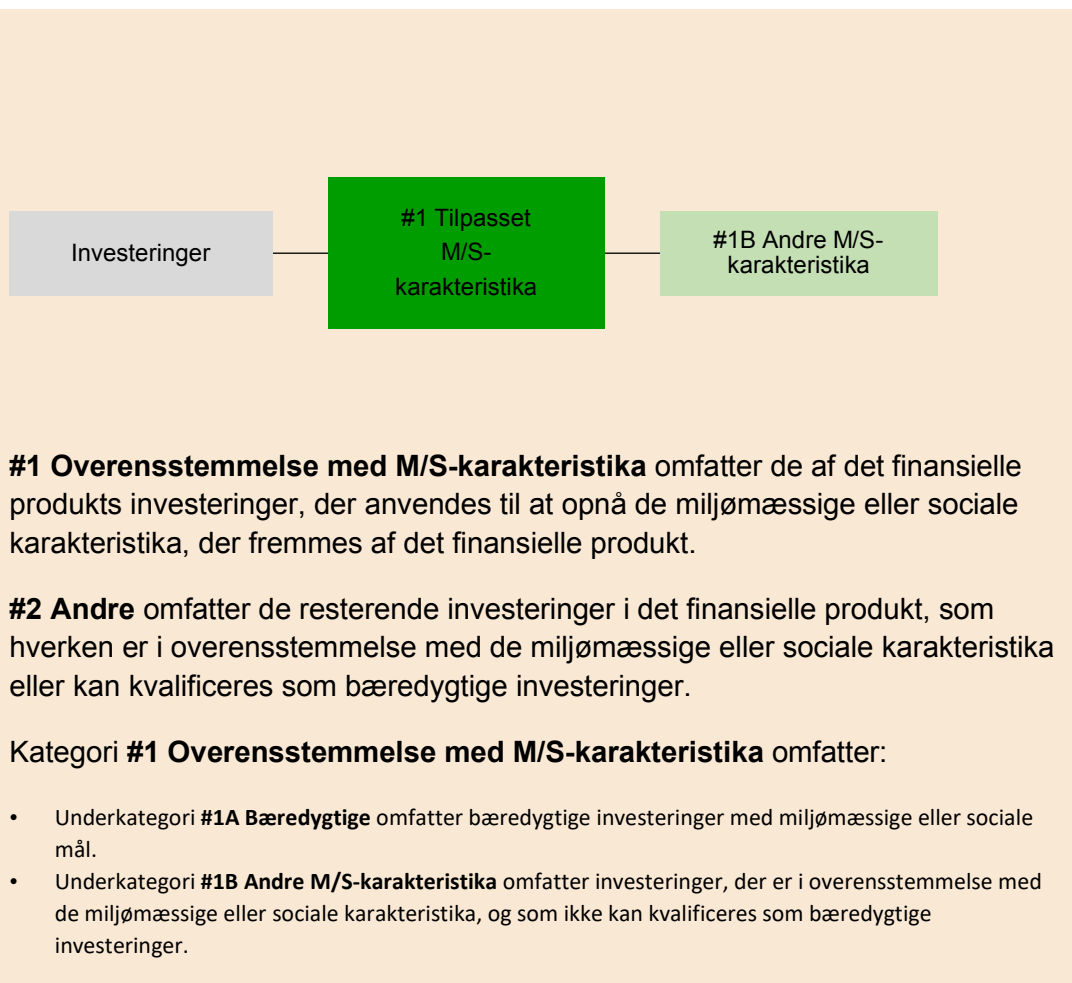 Investeringer
#1 Tilpasset
M/S-
karakteristika
#1B Andre M/S-
karakteristika
#1 Overensstemmelse med M/S-karakteristika omfatter de af det finansielle
produkts investeringer, der anvendes til at opnå de miljømæssige eller sociale
karakteristika, der fremmes af det finansielle produkt.
#2 Andre omfatter de resterende investeringer i det finansielle produkt, som
hverken er i overensstemmelse med de miljømæssige eller sociale karakteristika
eller kan kvalificeres som bæredygtige investeringer.
Kategori #1 Overensstemmelse med M/S-karakteristika omfatter:
• Underkategori #1A Bæredygtige omfatter bæredygtige investeringer med miljømæssige eller sociale
mål.
• Underkategori #1B Andre M/S-karakteristika omfatter investeringer, der er i overensstemmelse med
de miljømæssige eller sociale karakteristika, og som ikke kan kvalificeres som bæredygtige
investeringer.